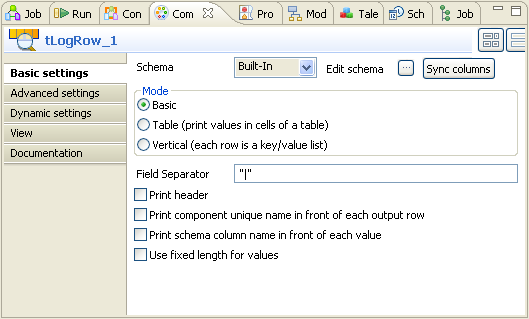 Job Run Con Com Pro Mod Tale Sch Job
tLogRow_1
Basic settings
Advanced settings
Dynamic settings
View
Documentation
Schema Built-In Edit schema ... Sync columns
Mode
Basic
Table (print values in cells of a table)
Vertical (each row is a key/value list)
Field Separator "|"
Print header
Print component unique name in front of each output row
Print schema column name in front of each value
Use fixed length for values